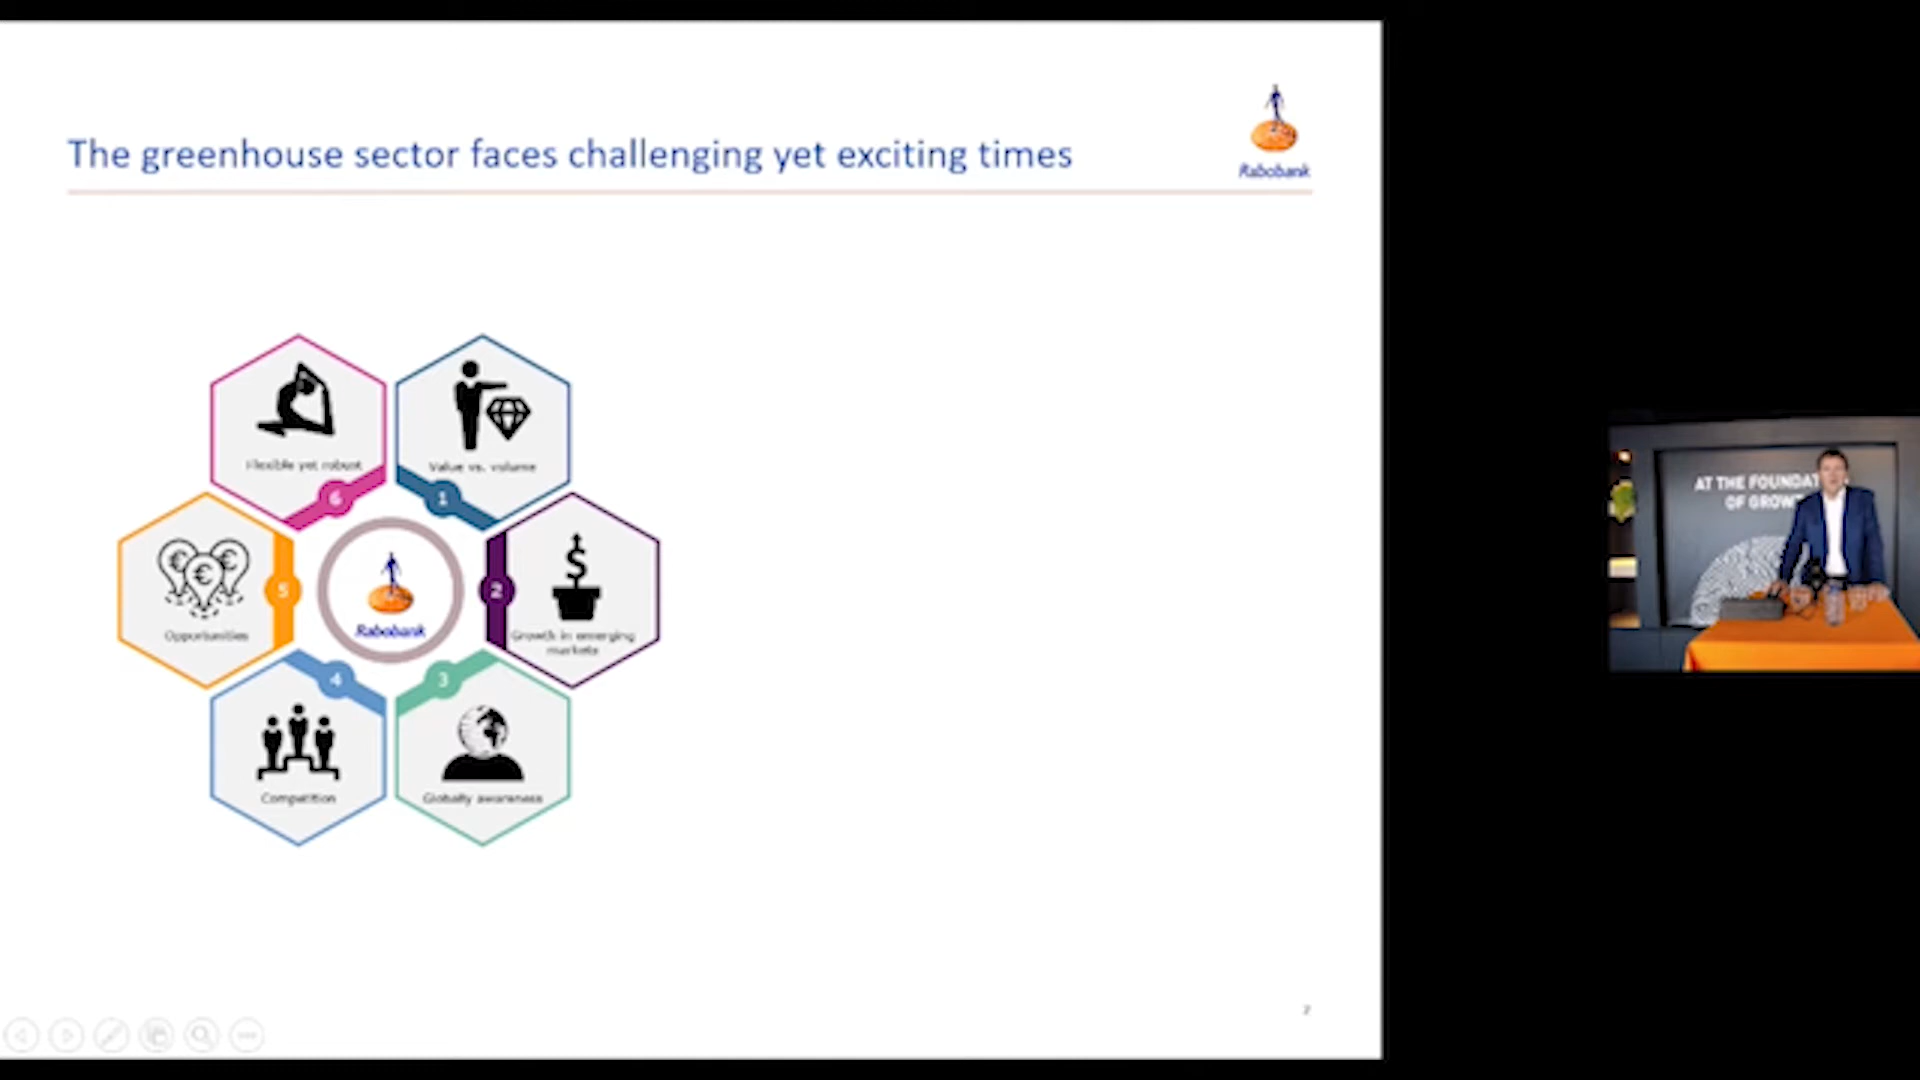 The greenhouse sector faces challenging yet exciting times
Rabobank
Flexible yet robust
6
Value vs. volume
1
Opportunities
5
Rabobank
2
Growth in emerging
markets
4
Competition
3
Globally awareness
AT THE FOUNDAT
OF GROW